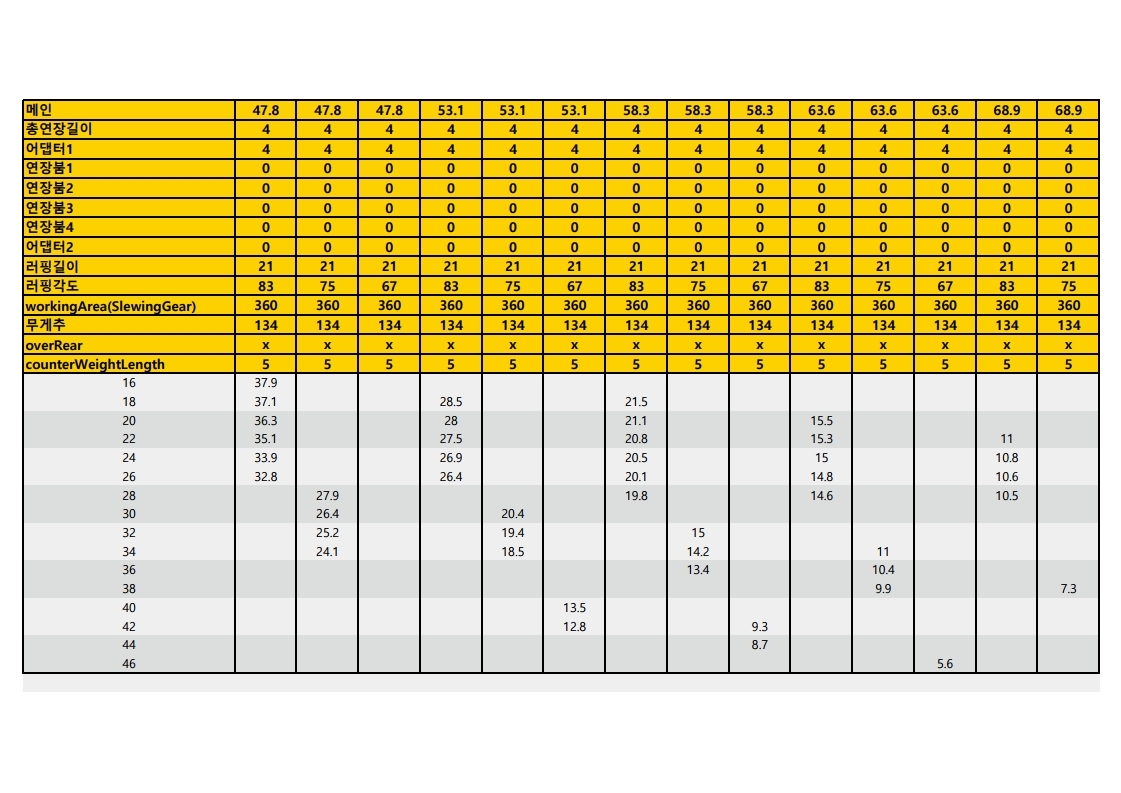 메인 47.8 47.8 47.8 53.1 53.1 53.1 58.3 58.3 58.3 63.6 63.6 63.6 68.9 68.9
총연장길이 4 4 4 4 4 4 4 4 4 4 4 4 4 4
어댑터1 4 4 4 4 4 4 4 4 4 4 4 4 4 4
연장붐1 0 0 0 0 0 0 0 0 0 0 0 0 0 0
연장붐2 0 0 0 0 0 0 0 0 0 0 0 0 0 0
연장붐3 0 0 0 0 0 0 0 0 0 0 0 0 0 0
연장붐4 0 0 0 0 0 0 0 0 0 0 0 0 0 0
어댑터2 0 0 0 0 0 0 0 0 0 0 0 0 0 0
러핑길이 21 21 21 21 21 21 21 21 21 21 21 21 21 21
러핑각도 83 75 67 83 75 67 83 75 67 83 75 67 83 75
workingArea(SlewingGear) 360 360 360 360 360 360 360 360 360 360 360 360 360 360
무게추 134 134 134 134 134 134 134 134 134 134 134 134 134 134
overRear x x x x x x x x x x x x x x
counterWeightLength 5 5 5 5 5 5 5 5 5 5 5 5 5 5
16 37.9
18 37.1 28.5 21.5
20 36.3 28 21.1 15.5
22 35.1 27.5 20.8 15.3 11
24 33.9 26.9 20.5 15 10.8
26 32.8 26.4 20.1 14.8 10.6
28 27.9 19.8 14.6 10.5
30 26.4 20.4
32 25.2 19.4 15
34 24.1 18.5 14.2 11
36 13.4 10.4
38 9.9 7.3
40 13.5
42 12.8 9.3
44 8.7
46 5.6